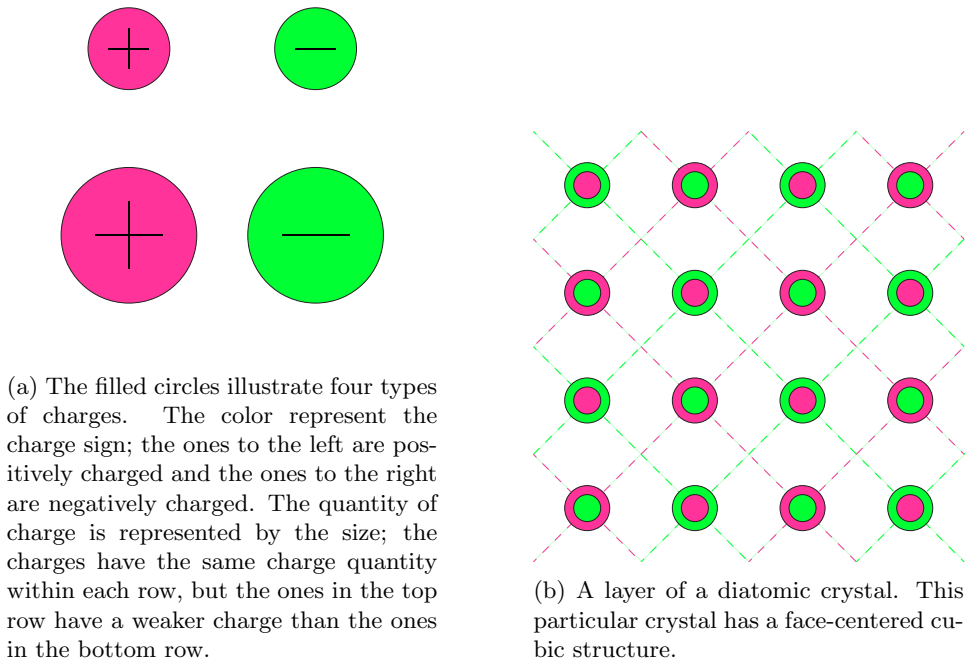 (a) The filled circles illustrate four types
of charges. The color represent the
charge sign; the ones to the left are pos-
itively charged and the ones to the right
are negatively charged. The quantity of
charge is represented by the size; the
charges have the same charge quantity
within each row, but the ones in the top
row have a weaker charge than the ones
in the bottom row.
(b) A layer of a diatomic crystal. This
particular crystal has a face-centered cu-
bic structure.